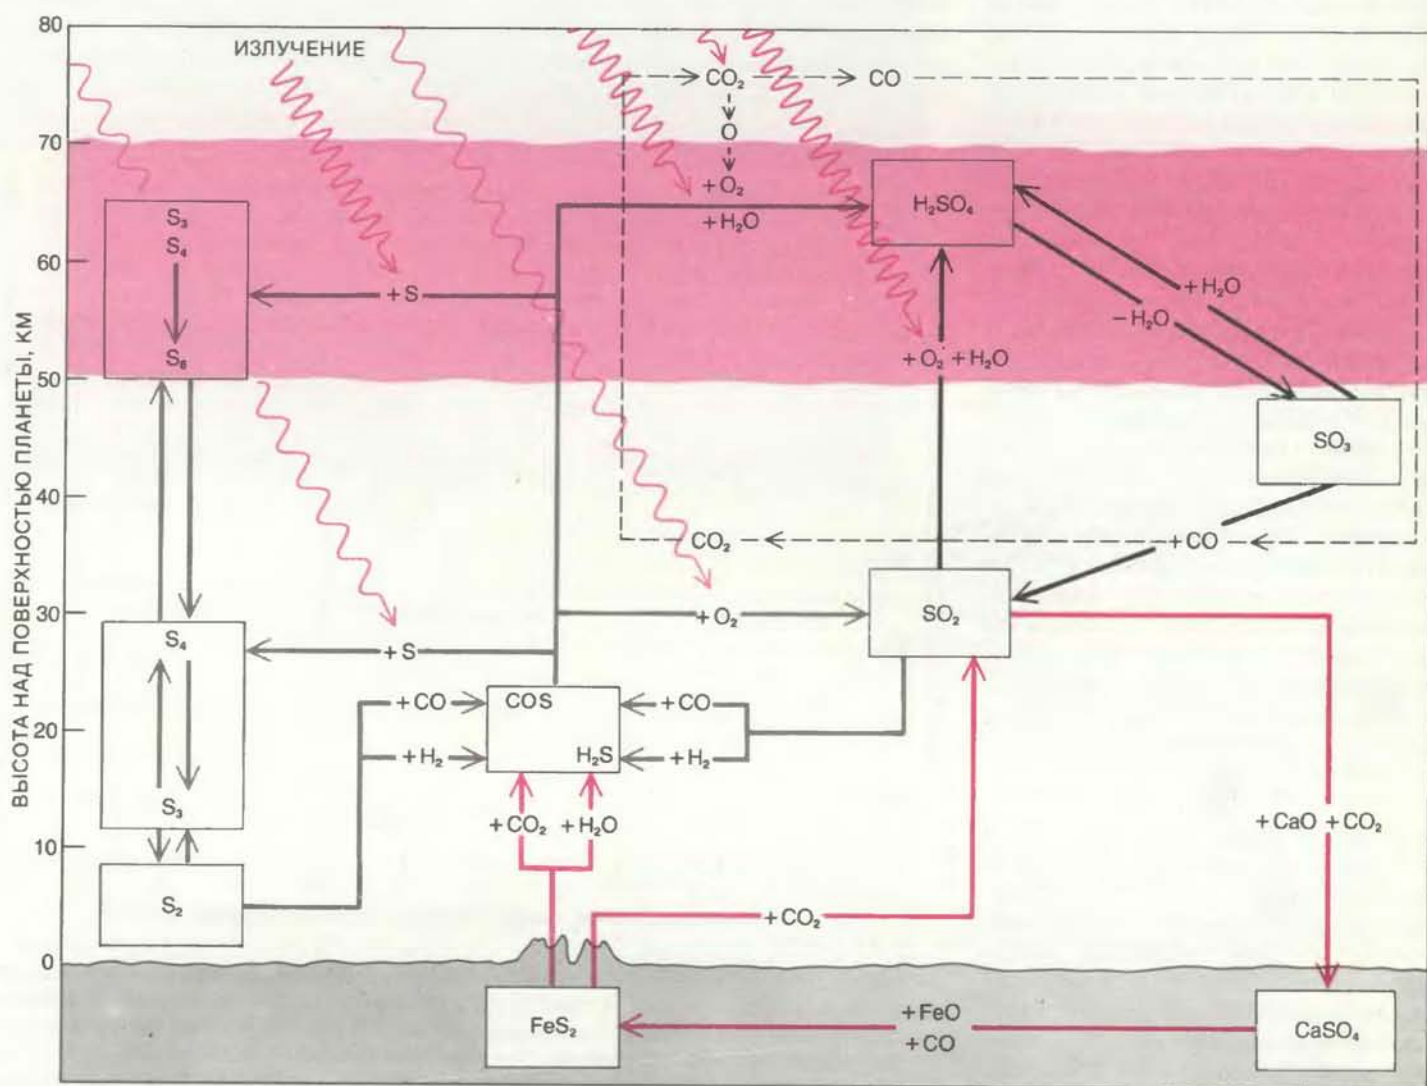 80
ИЗЛУЧЕНИЕ
CO₂
CO
O
70
+O₂
H₂SO₄
+H₂O
S₃
S₄
60
+S
+H₂O
−H₂O
S₆
+O₂ +H₂O
50
SO₃
40
CO₂
+CO
30
+O₂
SO₂
S₄
+S
COS
+CO
+CO
20
+H₂
H₂S
+H₂
S₃
+CO₂
+H₂O
+CaO +CO₂
10
S₂
+CO₂
0
FeS₂
+FeO
+CO
CaSO₄
ВЫСОТА НАД ПОВЕРХНОСТЬЮ ПЛАНЕТЫ, КМ